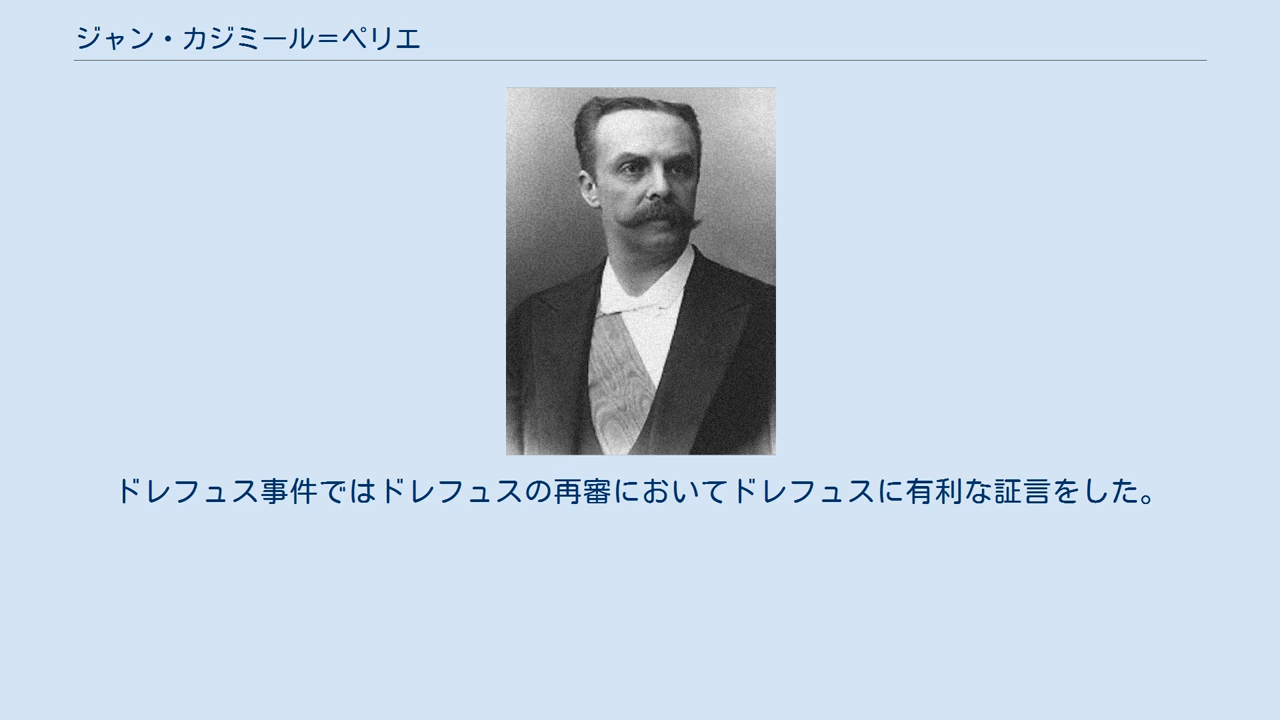 ジャン・カジミール＝ペリエ
ドレフュス事件ではドレフュスの再審においてドレフュスに有利な証言をした。